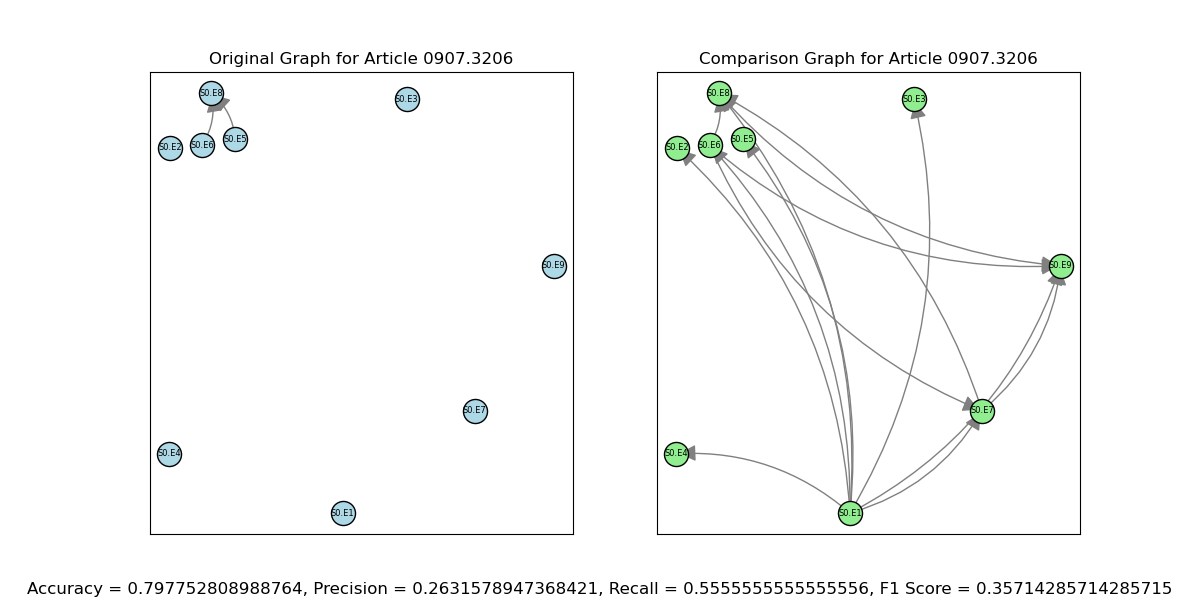 Original Graph for Article 0907.3206
S0.E8
S0.E3
S0.E5
S0.E6
S0.E2
S0.E9
S0.E7
S0.E4
S0.E1
Comparison Graph for Article 0907.3206
S0.E8
S0.E3
S0.E5
S0.E6
S0.E2
S0.E9
S0.E7
S0.E4
S0.E1
Accuracy = 0.797752808988764, Precision = 0.2631578947368421, Recall = 0.5555555555555556, F1 Score = 0.35714285714285715